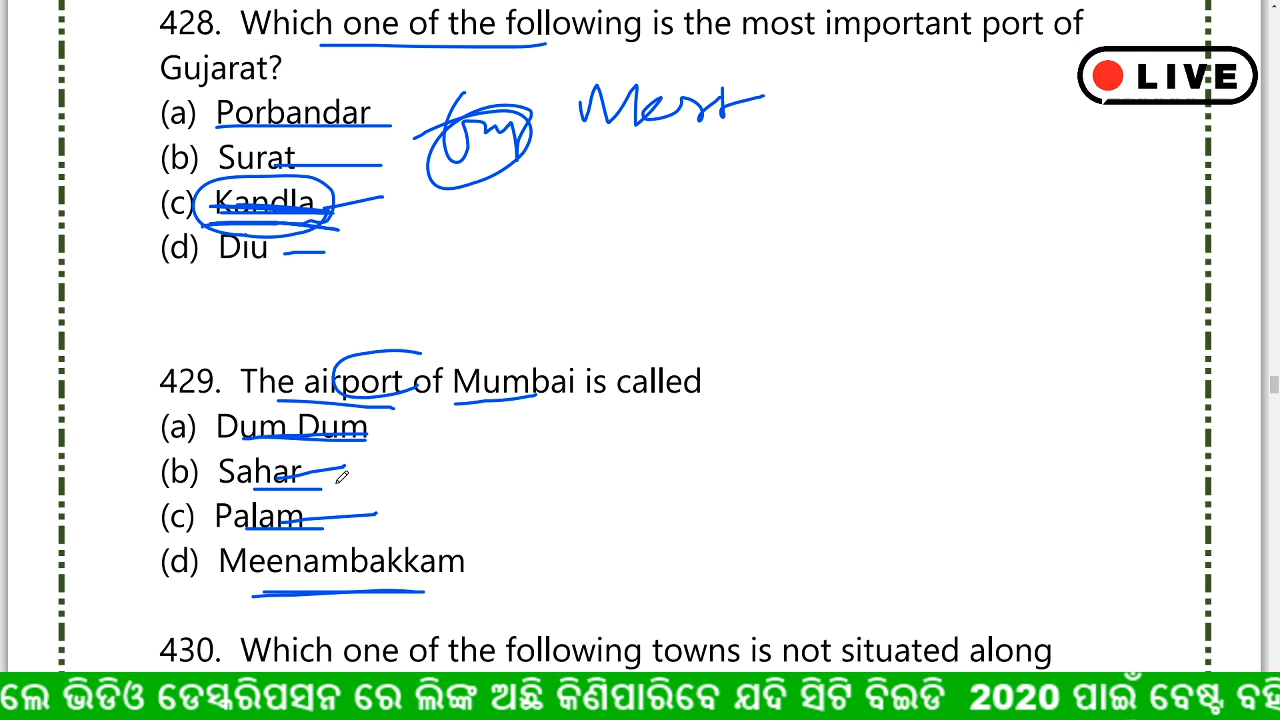 428. Which one of the following is the most important port of
Gujarat?
LIVE
(a) Porbandar
Most
(b) Surat
(c) Kandla
(d) Diu
429. The airport of Mumbai is called
(a) Dum Dum
(b) Sahar
(c) Palam
(d) Meenambakkam
430. Which one of the following towns is not situated along
ଲେ ଭିଡିଓ ଡେସ୍କରିପସନ ରେ ଲିଙ୍କ ଅଛି କିଣିପାରିବେ ଯଦି ସିଟି ବିଇଡି 2020 ପାଇଁ ବେଷ୍ଟ ବହି